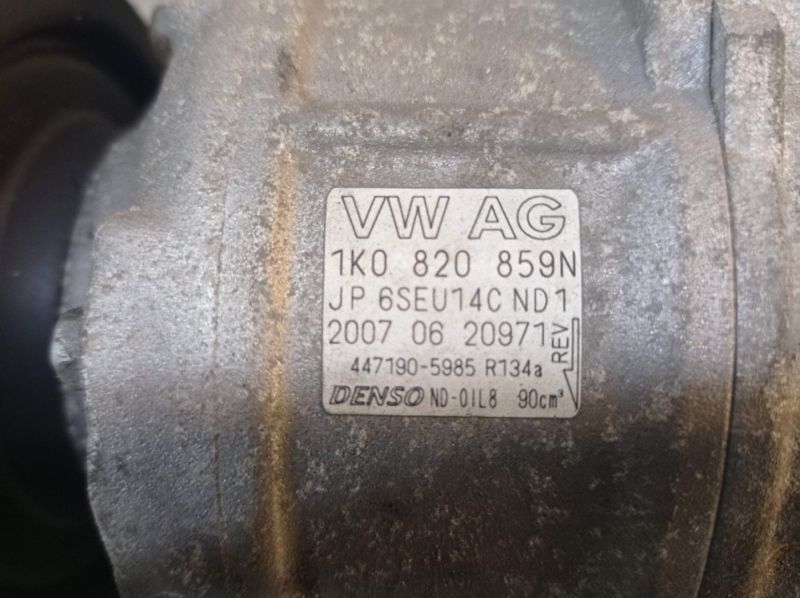 VW AG
1K0 820 859N
JP 6SEU14C ND1
2007 06 20971
REV
447190-5985 R134a
DENSO ND-OIL8 90cm³